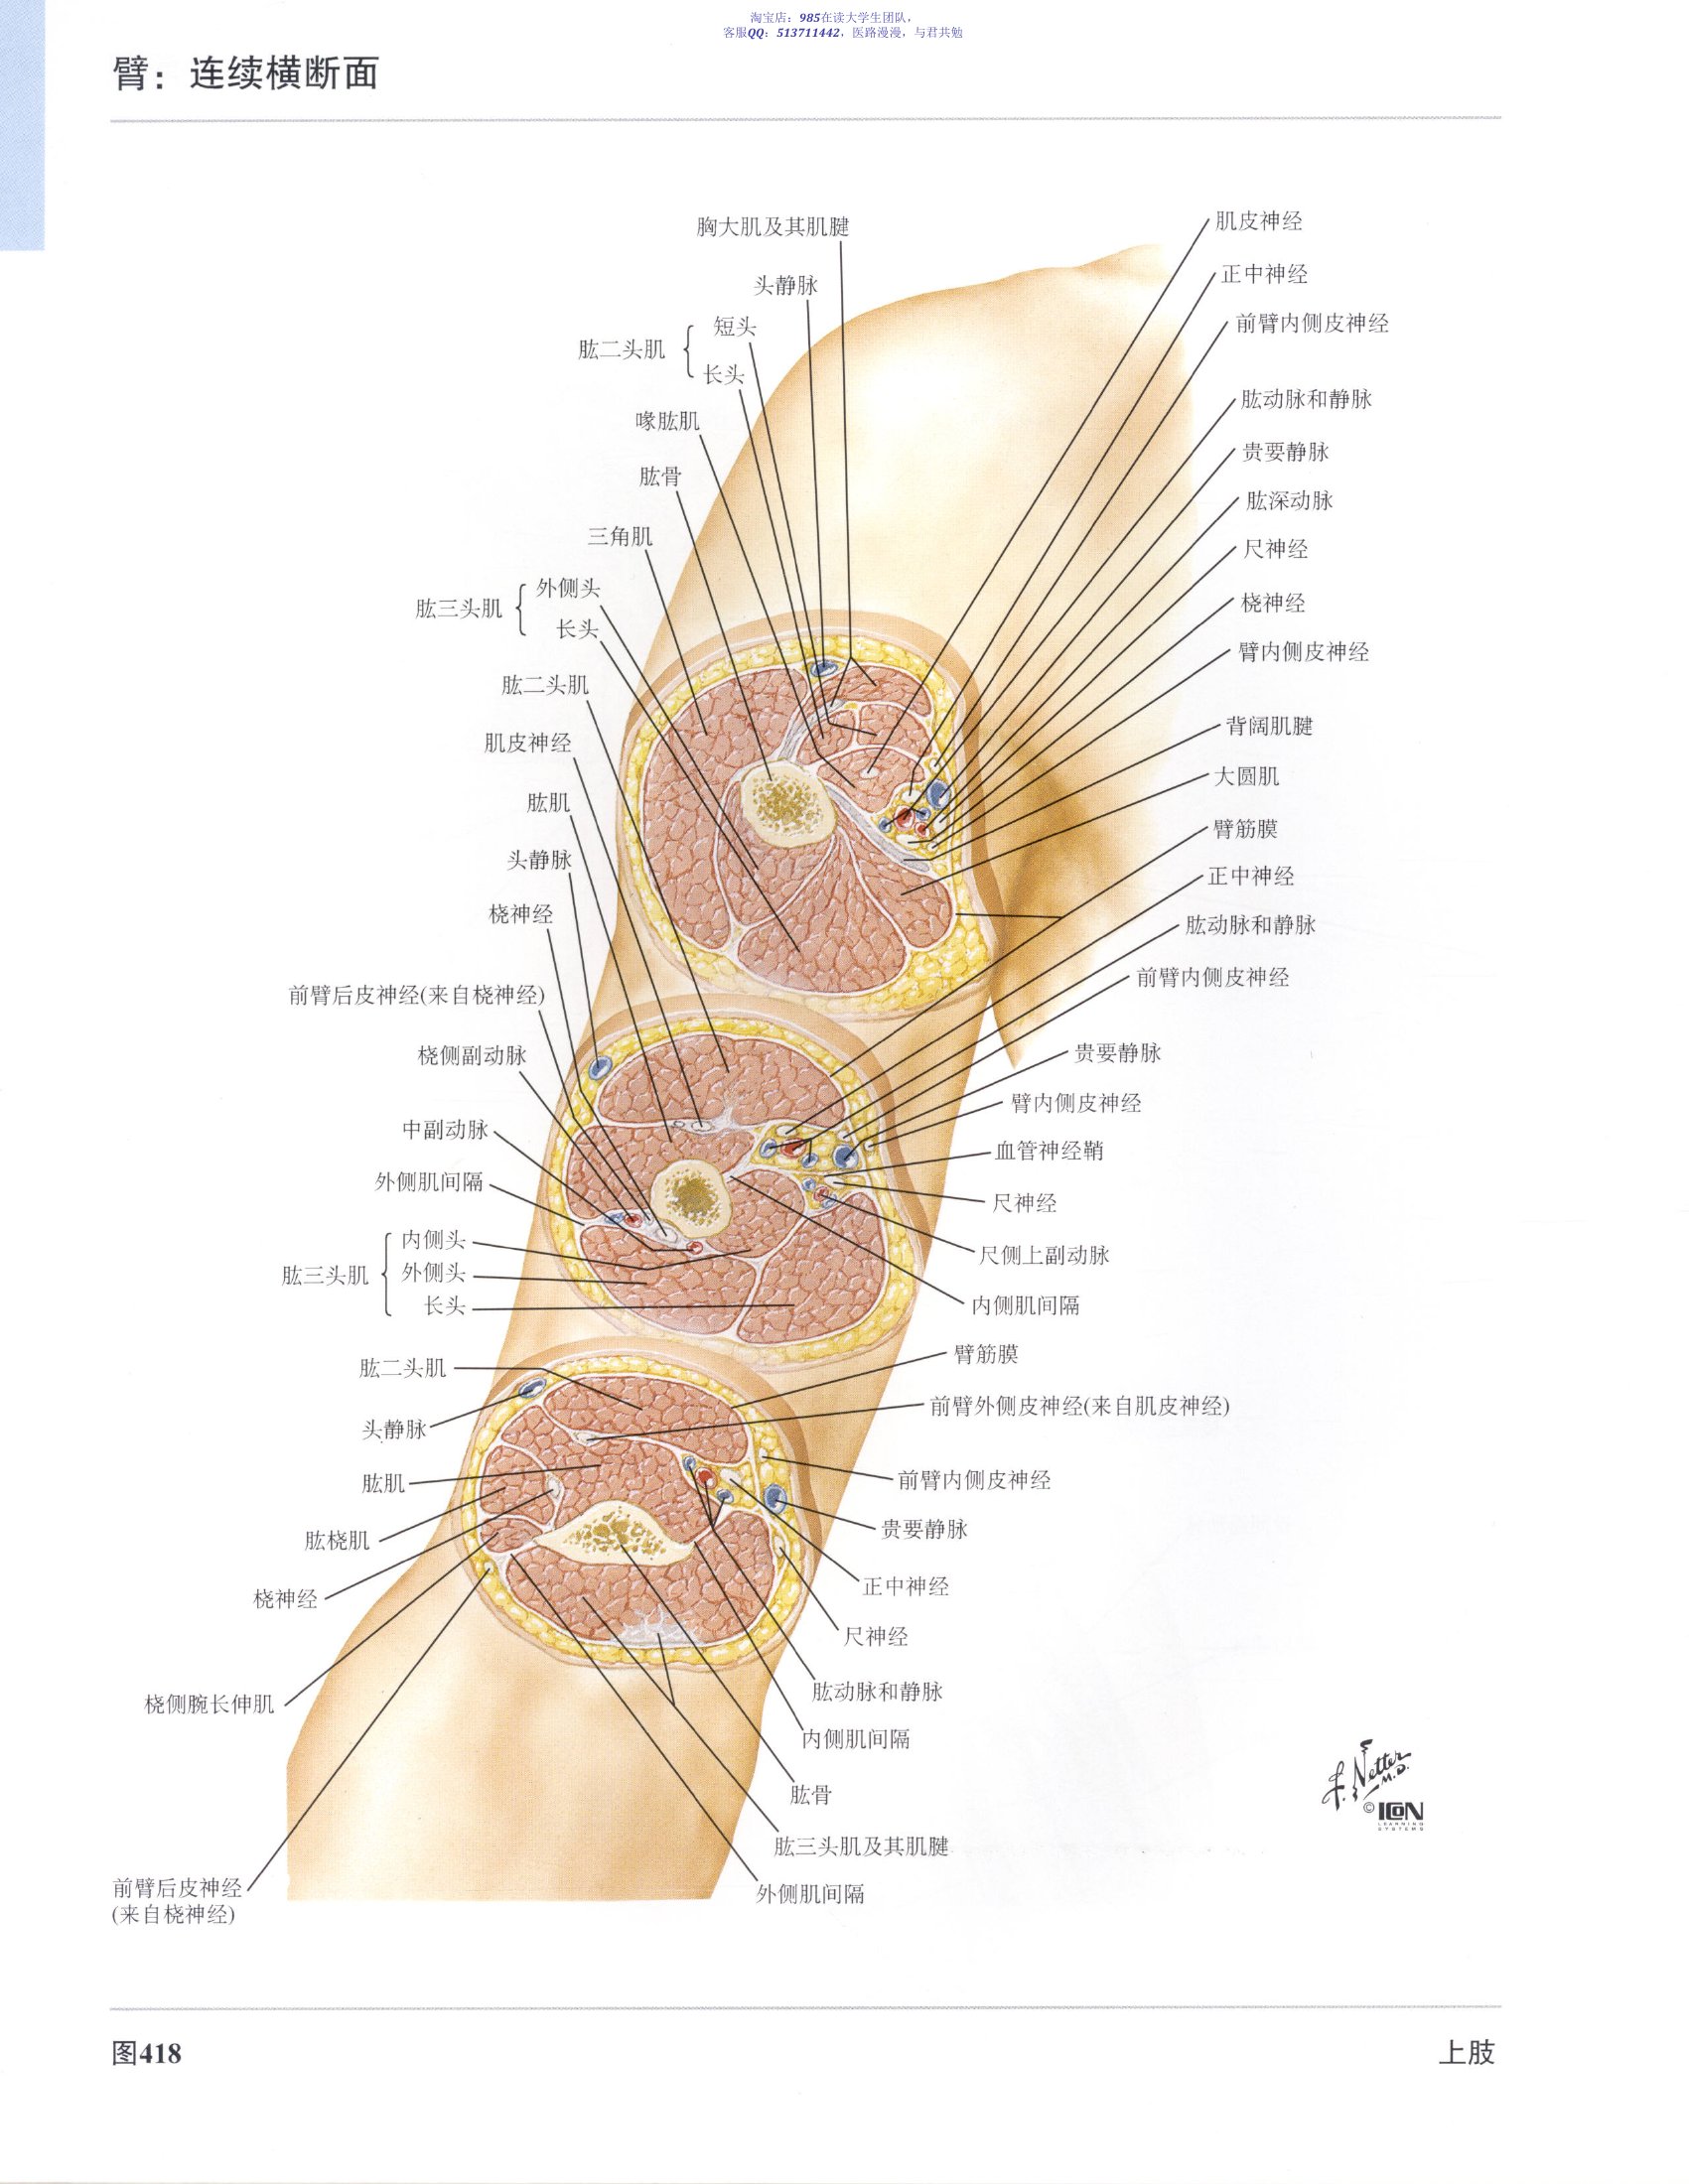 淘宝店：985在读大学生团队，
客服QQ：513711442，医路漫漫，与君共勉
臂：连续横断面
胸大肌及其肌腱
头静脉
肱二头肌
短头
长头
喙肱肌
肱骨
三角肌
肱三头肌
外侧头
长头
肱二头肌
肌皮神经
肱肌
头静脉
桡神经
前臂后皮神经(来自桡神经)
桡侧副动脉
中副动脉
外侧肌间隔
肱三头肌
内侧头
外侧头
长头
肱二头肌
头静脉
肱肌
肱桡肌
桡神经
桡侧腕长伸肌
前臂后皮神经
(来自桡神经)
肌皮神经
正中神经
前臂内侧皮神经
肱动脉和静脉
贵要静脉
肱深动脉
尺神经
桡神经
臂内侧皮神经
背阔肌腱
大圆肌
臂筋膜
正中神经
肱动脉和静脉
前臂内侧皮神经
贵要静脉
臂内侧皮神经
血管神经鞘
尺神经
尺侧上副动脉
内侧肌间隔
臂筋膜
前臂外侧皮神经(来自肌皮神经)
前臂内侧皮神经
贵要静脉
正中神经
尺神经
肱动脉和静脉
内侧肌间隔
肱骨
肱三头肌及其肌腱
外侧肌间隔
F. Netter
M.D.
© ICON
LEARNING
SYSTEMS
图418
上肢